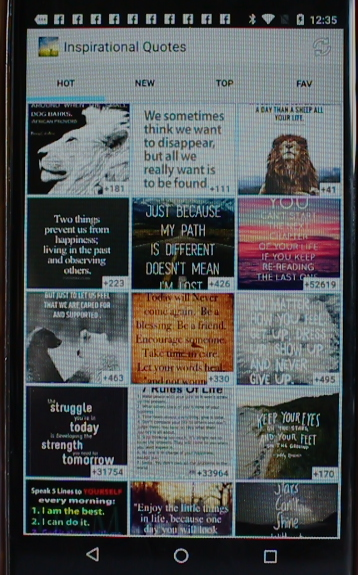 12:35
Inspirational Quotes
HOT NEW TOP FAV
AROUND WHEN THE SMALL
DOG BARKS.
AFRICAN PROVERB
+181
We sometimes
think we want
to disappear,
but all we
really want is
to be found.
+111
A DAY THAN A SHEEP ALL
YOUR LIFE.
+41
Two things
prevent us from
happiness;
living in the past
and observing
others.
+223
JUST BECAUSE
MY PATH
IS DIFFERENT
DOESN'T MEAN
I'M LOST
+426
YOU
CAN'T START
THE NEXT
CHAPTER
OF YOUR LIFE
IF YOU KEEP
RE-READING
THE LAST ONE
+52619
BUT JUST TO LET US FEEL
THAT WE ARE CARED FOR
AND SUPPORTED
+463
Today will Never
come again. Be a
blessing. Be a friend.
Encourage someone.
Take time to care.
Let your words heal
and not wound
+330
NO MATTER
HOW YOU FEEL
GET UP, DRESS
UP, SHOW UP
AND NEVER
GIVE UP.
+495
the
struggle
you're in
today
is developing the
strength
you need for
tomorrow
+31754
Rules Of Life
+33964
KEEP YOUR EYES
ON THE STARS
AND YOUR FEET
ON THE GROUND
+170
Speak 5 Lines to YOURSELF
every morning:
1. I am the best.
2. I can do it.
"Enjoy the little things
in life, because one
day you will look
Stars
Can't
Shine